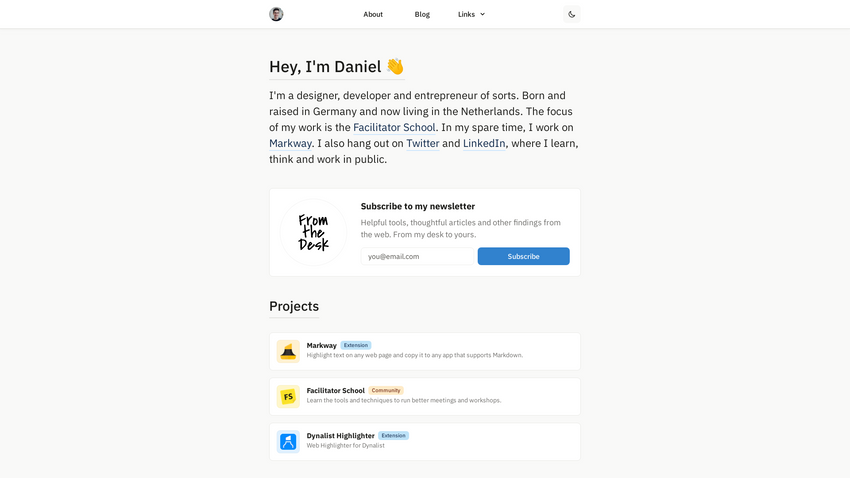 About
Blog
Links
Hey, I'm Daniel 👋
I'm a designer, developer and entrepreneur of sorts. Born and
raised in Germany and now living in the Netherlands. The focus
of my work is the Facilitator School. In my spare time, I work on
Markway. I also hang out on Twitter and LinkedIn, where I learn,
think and work in public.
From
the
Desk
Subscribe to my newsletter
Helpful tools, thoughtful articles and other findings from
the web. From my desk to yours.
you@email.com
Subscribe
Projects
Markway Extension
Highlight text on any web page and copy it to any app that supports Markdown.
FS
Facilitator School Community
Learn the tools and techniques to run better meetings and workshops.
Dynalist Highlighter Extension
Web Highlighter for Dynalist